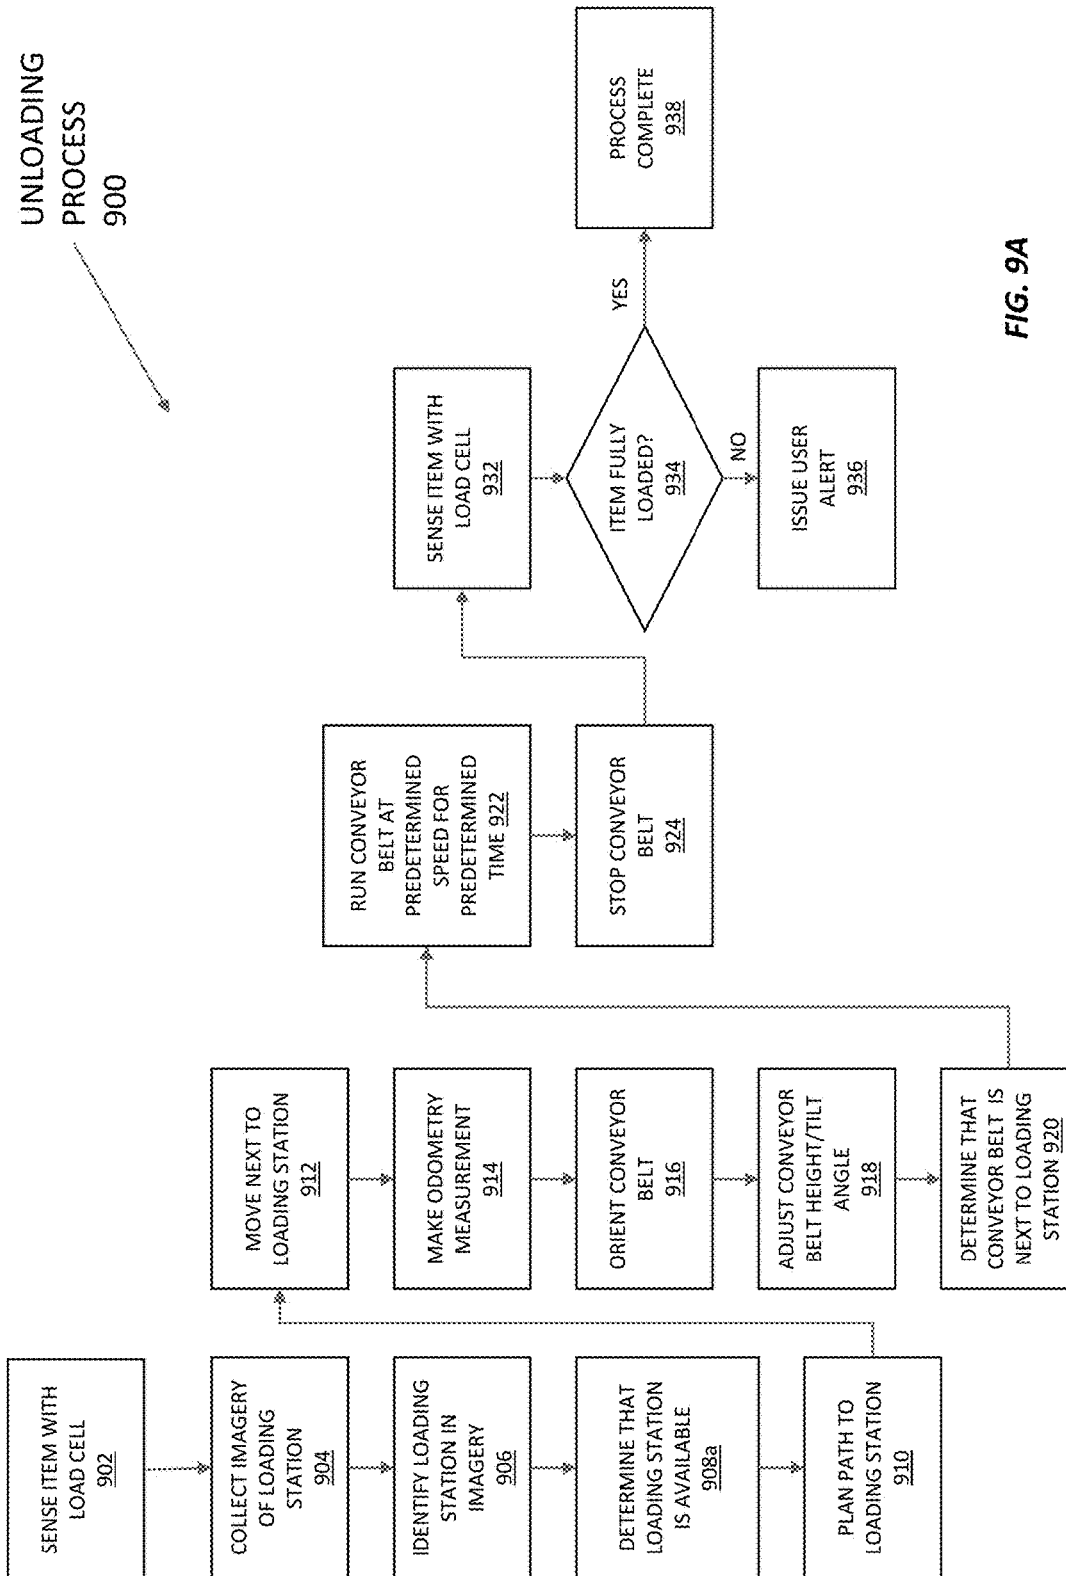 UNLOADING
PROCESS
900
SENSE ITEM WITH
LOAD CELL
902
COLLECT IMAGERY
OF LOADING
STATION
904
IDENTIFY LOADING
STATION IN
IMAGERY
906
DETERMINE THAT
LOADING STATION
IS AVAILABLE
908a
PLAN PATH TO
LOADING STATION
910
MOVE NEXT TO
LOADING STATION
912
MAKE ODOMETRY
MEASUREMENT
914
ORIENT CONVEYOR
BELT
916
ADJUST CONVEYOR
BELT HEIGHT/TILT
ANGLE
918
DETERMINE THAT
CONVEYOR BELT IS
NEXT TO LOADING
STATION 920
RUN CONVEYOR
BELT AT
PREDETERMINED
SPEED FOR
PREDETERMINED
TIME 922
STOP CONVEYOR
BELT
924
SENSE ITEM WITH
LOAD CELL
932
ITEM FULLY
LOADED?
934
NO
ISSUE USER
ALERT
936
YES
PROCESS
COMPLETE
938
FIG. 9A